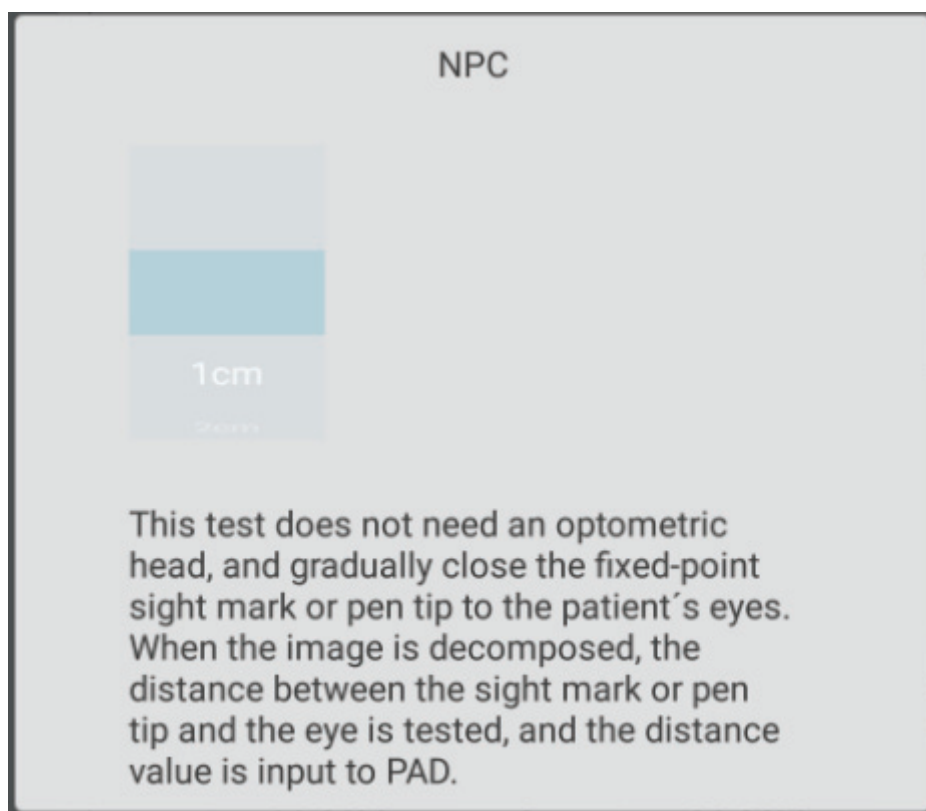 NPC
1cm
This test does not need an optometric
head, and gradually close the fixed-point
sight mark or pen tip to the patient´s eyes.
When the image is decomposed, the
distance between the sight mark or pen
tip and the eye is tested, and the distance
value is input to PAD.